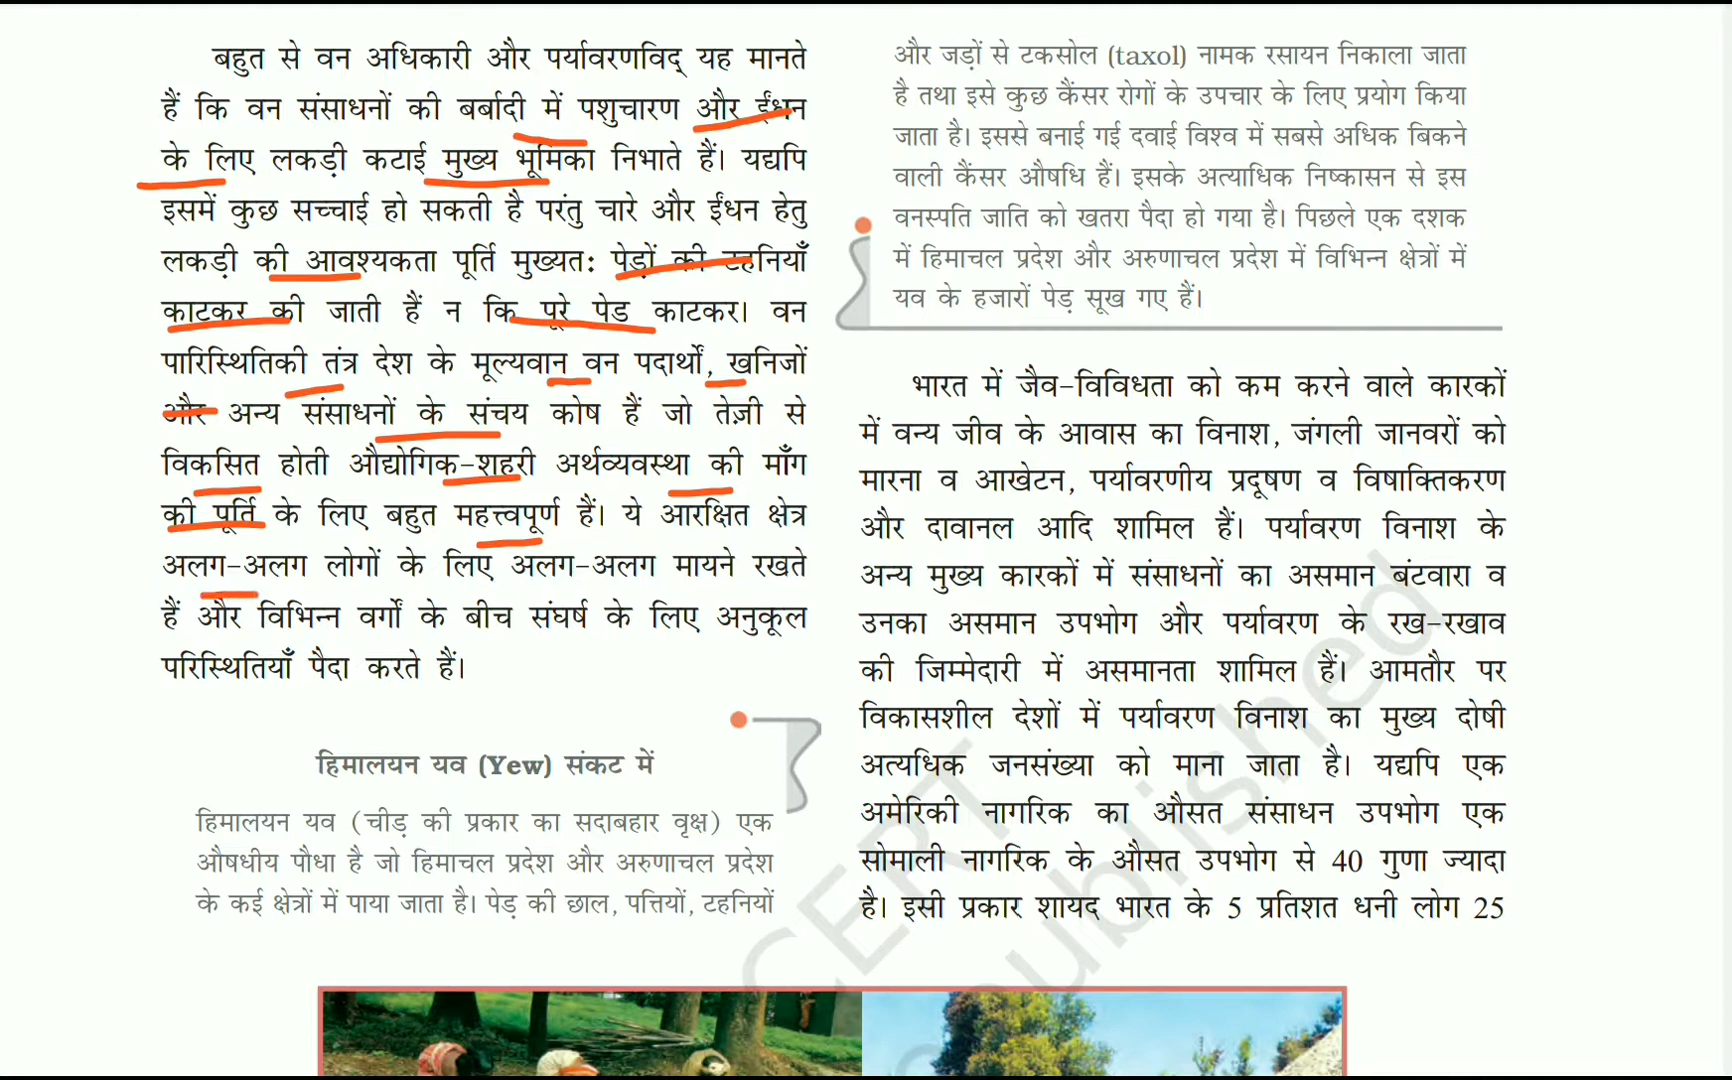 बहुत से वन अधिकारी और पर्यावरणविद् यह मानते
हैं कि वन संसाधनों की बर्बादी में पशुचारण और ईंधन
के लिए लकड़ी कटाई मुख्य भूमिका निभाते हैं। यद्यपि
इसमें कुछ सच्चाई हो सकती है परंतु चारे और ईंधन हेतु
लकड़ी की आवश्यकता पूर्ति मुख्यतः पेड़ों की टहनियाँ
काटकर की जाती हैं न कि पूरे पेड काटकर। वन
पारिस्थितिकी तंत्र देश के मूल्यवान वन पदार्थों, खनिजों
और अन्य संसाधनों के संचय कोष हैं जो तेज़ी से
विकसित होती औद्योगिक-शहरी अर्थव्यवस्था की माँग
की पूर्ति के लिए बहुत महत्त्वपूर्ण हैं। ये आरक्षित क्षेत्र
अलग-अलग लोगों के लिए अलग-अलग मायने रखते
हैं और विभिन्न वर्गों के बीच संघर्ष के लिए अनुकूल
परिस्थितियाँ पैदा करते हैं।
हिमालयन यव (Yew) संकट में
हिमालयन यव (चीड़ की प्रकार का सदाबहार वृक्ष) एक
औषधीय पौधा है जो हिमाचल प्रदेश और अरुणाचल प्रदेश
के कई क्षेत्रों में पाया जाता है। पेड़ की छाल, पत्तियों, टहनियों
और जड़ों से टकसोल (taxol) नामक रसायन निकाला जाता
है तथा इसे कुछ कैंसर रोगों के उपचार के लिए प्रयोग किया
जाता है। इससे बनाई गई दवाई विश्व में सबसे अधिक बिकने
वाली कैंसर औषधि हैं। इसके अत्याधिक निष्कासन से इस
वनस्पति जाति को खतरा पैदा हो गया है। पिछले एक दशक
में हिमाचल प्रदेश और अरुणाचल प्रदेश में विभिन्न क्षेत्रों में
यव के हजारों पेड़ सूख गए हैं।
भारत में जैव-विविधता को कम करने वाले कारकों
में वन्य जीव के आवास का विनाश, जंगली जानवरों को
मारना व आखेटन, पर्यावरणीय प्रदूषण व विषाक्तिकरण
और दावानल आदि शामिल हैं। पर्यावरण विनाश के
अन्य मुख्य कारकों में संसाधनों का असमान बंटवारा व
उनका असमान उपभोग और पर्यावरण के रख-रखाव
की जिम्मेदारी में असमानता शामिल हैं। आमतौर पर
विकासशील देशों में पर्यावरण विनाश का मुख्य दोषी
अत्यधिक जनसंख्या को माना जाता है। यद्यपि एक
अमेरिकी नागरिक का औसत संसाधन उपभोग एक
सोमाली नागरिक के औसत उपभोग से 40 गुणा ज्यादा
है। इसी प्रकार शायद भारत के 5 प्रतिशत धनी लोग 25